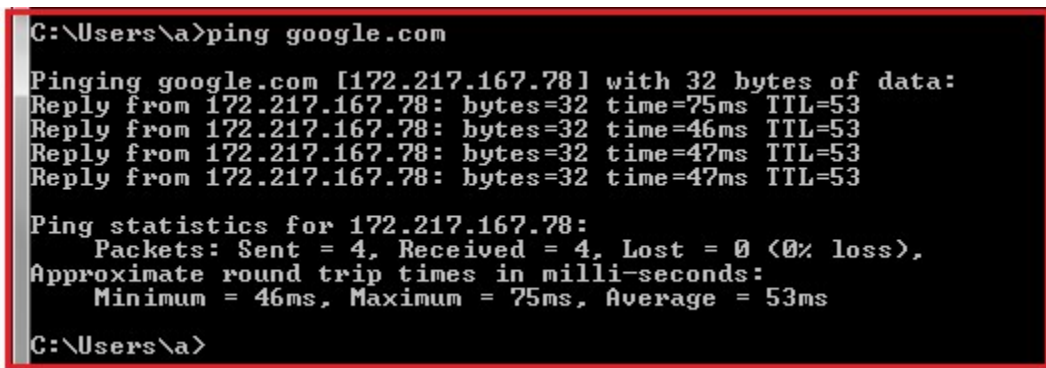 C:\Users\a>ping google.com
Pinging google.com [172.217.167.78] with 32 bytes of data:
Reply from 172.217.167.78: bytes=32 time=75ms TTL=53
Reply from 172.217.167.78: bytes=32 time=46ms TTL=53
Reply from 172.217.167.78: bytes=32 time=47ms TTL=53
Reply from 172.217.167.78: bytes=32 time=47ms TTL=53
Ping statistics for 172.217.167.78:
Packets: Sent = 4, Received = 4, Lost = 0 (0% loss),
Approximate round trip times in milli-seconds:
Minimum = 46ms, Maximum = 75ms, Average = 53ms
C:\Users\a>